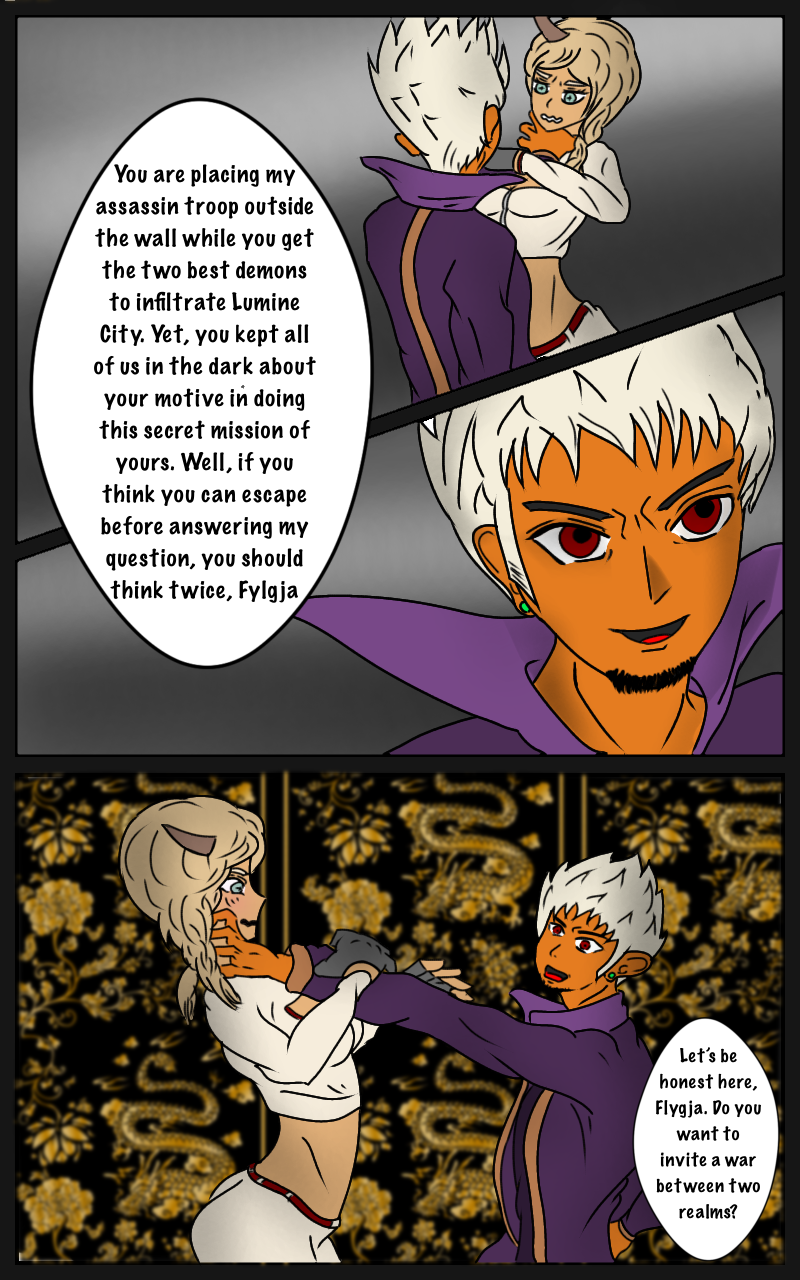 You are placing my
assassin troop outside
the wall while you get
the two best demons
to infiltrate Lumine
City. Yet, you kept all
of us in the dark about
your motive in doing
this secret mission of
yours. Well, if you
think you can escape
before answering my
question, you should
think twice, Fylgja
Let's be
honest here,
Flygja. Do you
want to
invite a war
between two
realms?